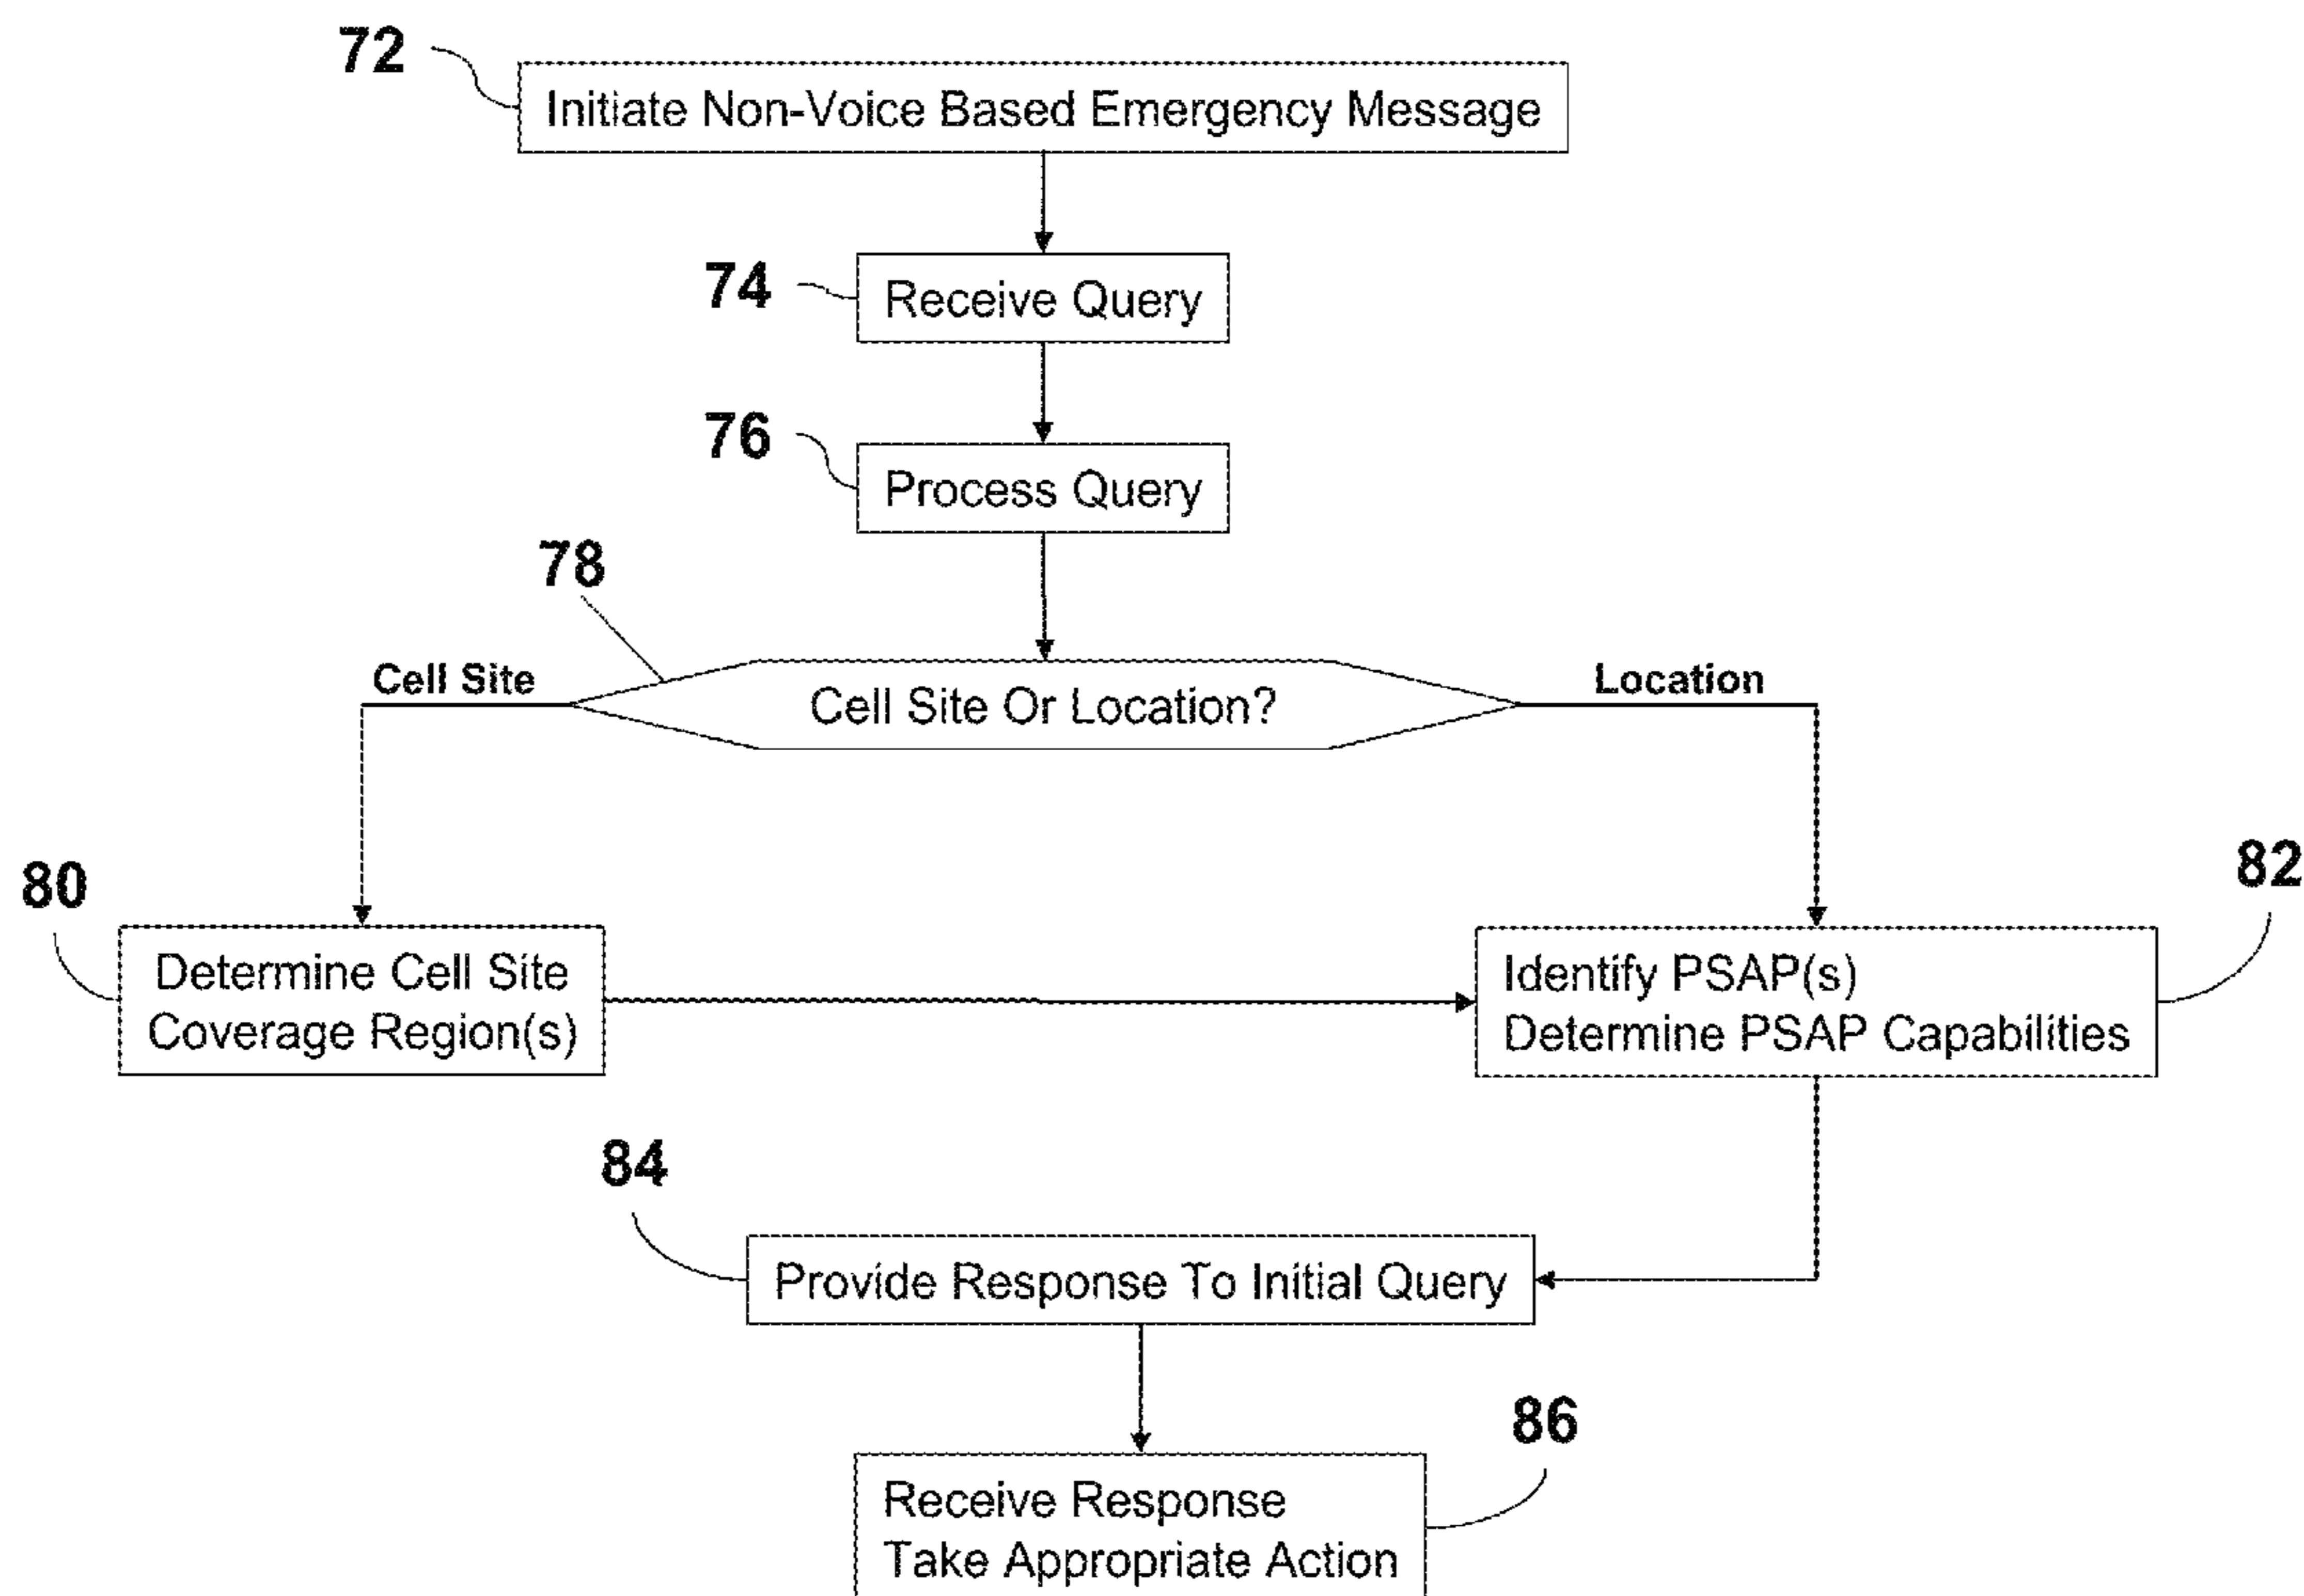 72
Initiate Non-Voice Based Emergency Message
74
Receive Query
76
Process Query
78
Cell Site
Cell Site Or Location?
Location
80
Determine Cell Site
Coverage Region(s)
82
Identify PSAP(s)
Determine PSAP Capabilities
84
Provide Response To Initial Query
86
Receive Response
Take Appropriate Action